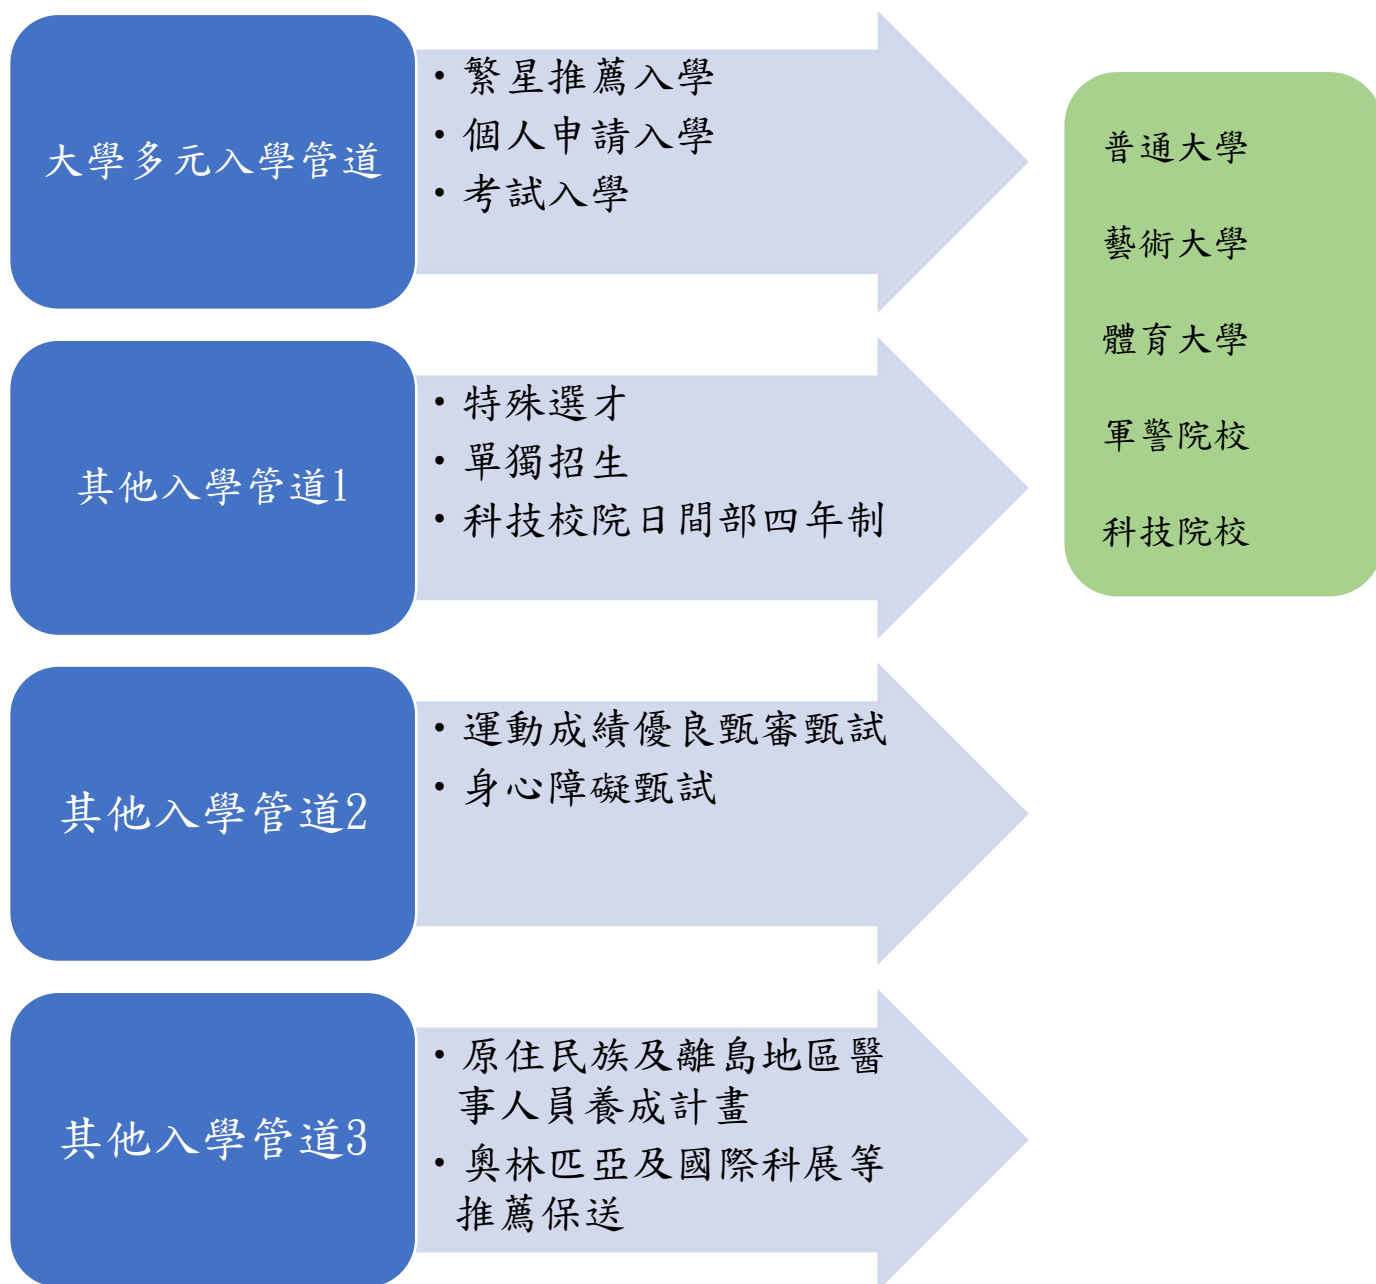 大學多元入學管道
・繁星推薦入學
・個人申請入學
・考試入學
其他入學管道1
・特殊選才
・單獨招生
・科技校院日間部四年制
其他入學管道2
・運動成績優良甄審甄試
・身心障礙甄試
其他入學管道3
・原住民族及離島地區醫
事人員養成計畫
・奧林匹亞及國際科展等
推薦保送
普通大學
藝術大學
體育大學
軍警院校
科技院校